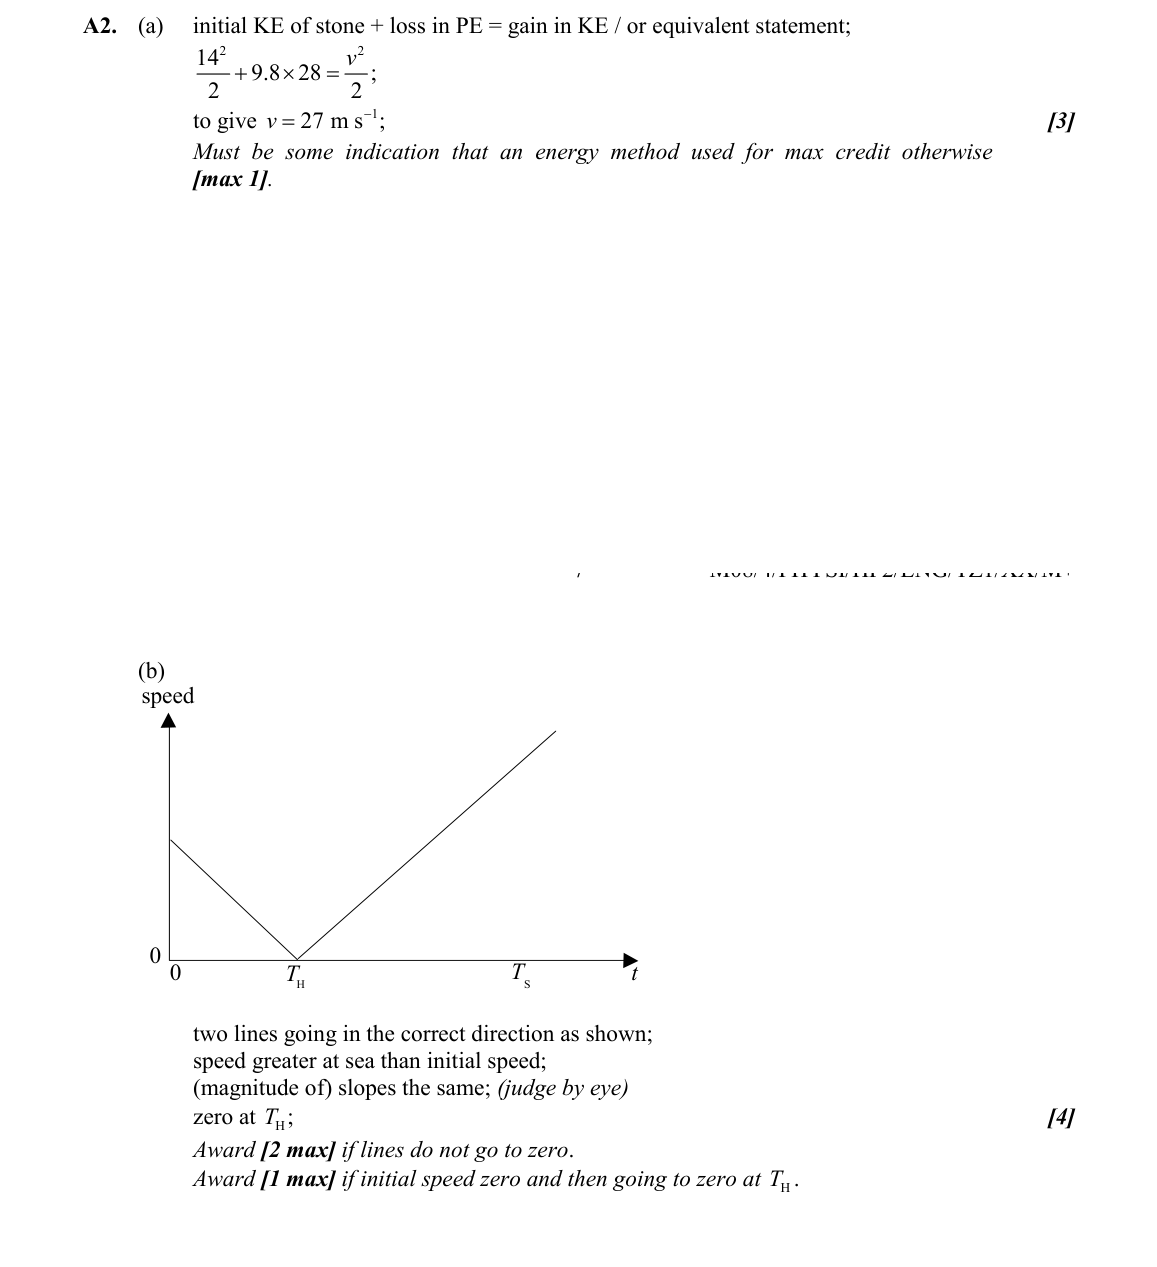 A2. (a) initial KE of stone + loss in PE = gain in KE / or equivalent statement;
14²/2 + 9.8 × 28 = v²/2;
to give v = 27 m s⁻¹; [3]
Must be some indication that an energy method used for max credit otherwise
[max 1].
(b)
speed
0
0 T_H T_S t
two lines going in the correct direction as shown;
speed greater at sea than initial speed;
(magnitude of) slopes the same; (judge by eye)
zero at T_H; [4]
Award [2 max] if lines do not go to zero.
Award [1 max] if initial speed zero and then going to zero at T_H.